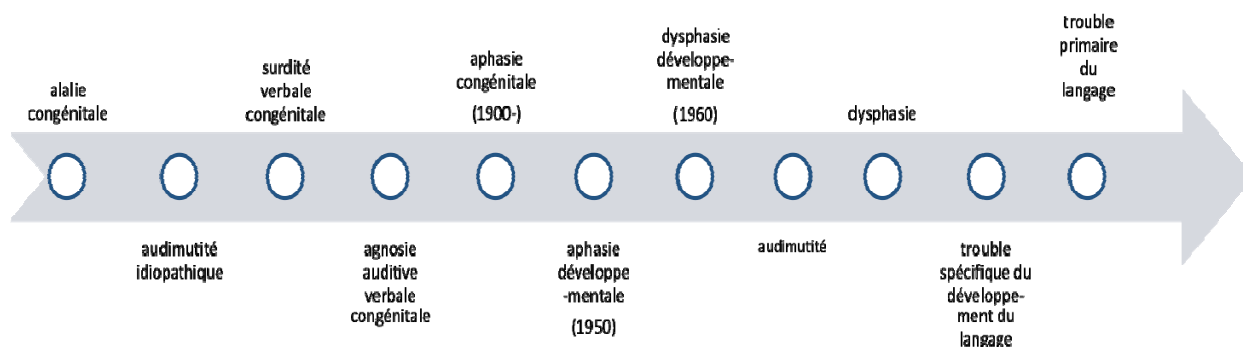 alalie
congénitale
audimutité
idiopathique
surdité
verbale
congénitale
agnosie
auditive
verbale
congénitale
aphasie
congénitale
(1900-)
aphasie
développe
-mentale
(1950)
dysphasie
développe-
mentale
(1960)
audimutité
dysphasie
trouble
spécifique du
développe-
ment du
langage
trouble
primaire
du
langage